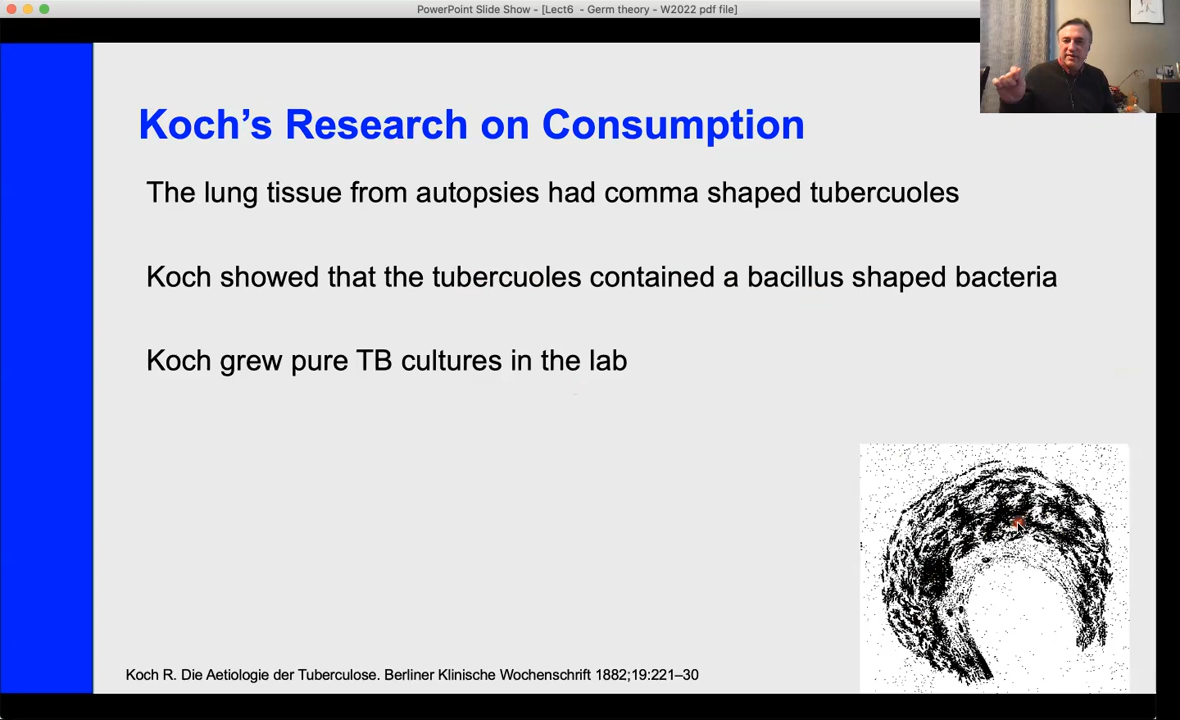 PowerPoint Slide Show - [Lect6 - Germ theory - W2022 pdf file]
Koch’s Research on Consumption
The lung tissue from autopsies had comma shaped tubercuoles
Koch showed that the tubercuoles contained a bacillus shaped bacteria
Koch grew pure TB cultures in the lab
Koch R. Die Aetiologie der Tuberculose. Berliner Klinische Wochenschrift 1882;19:221–30